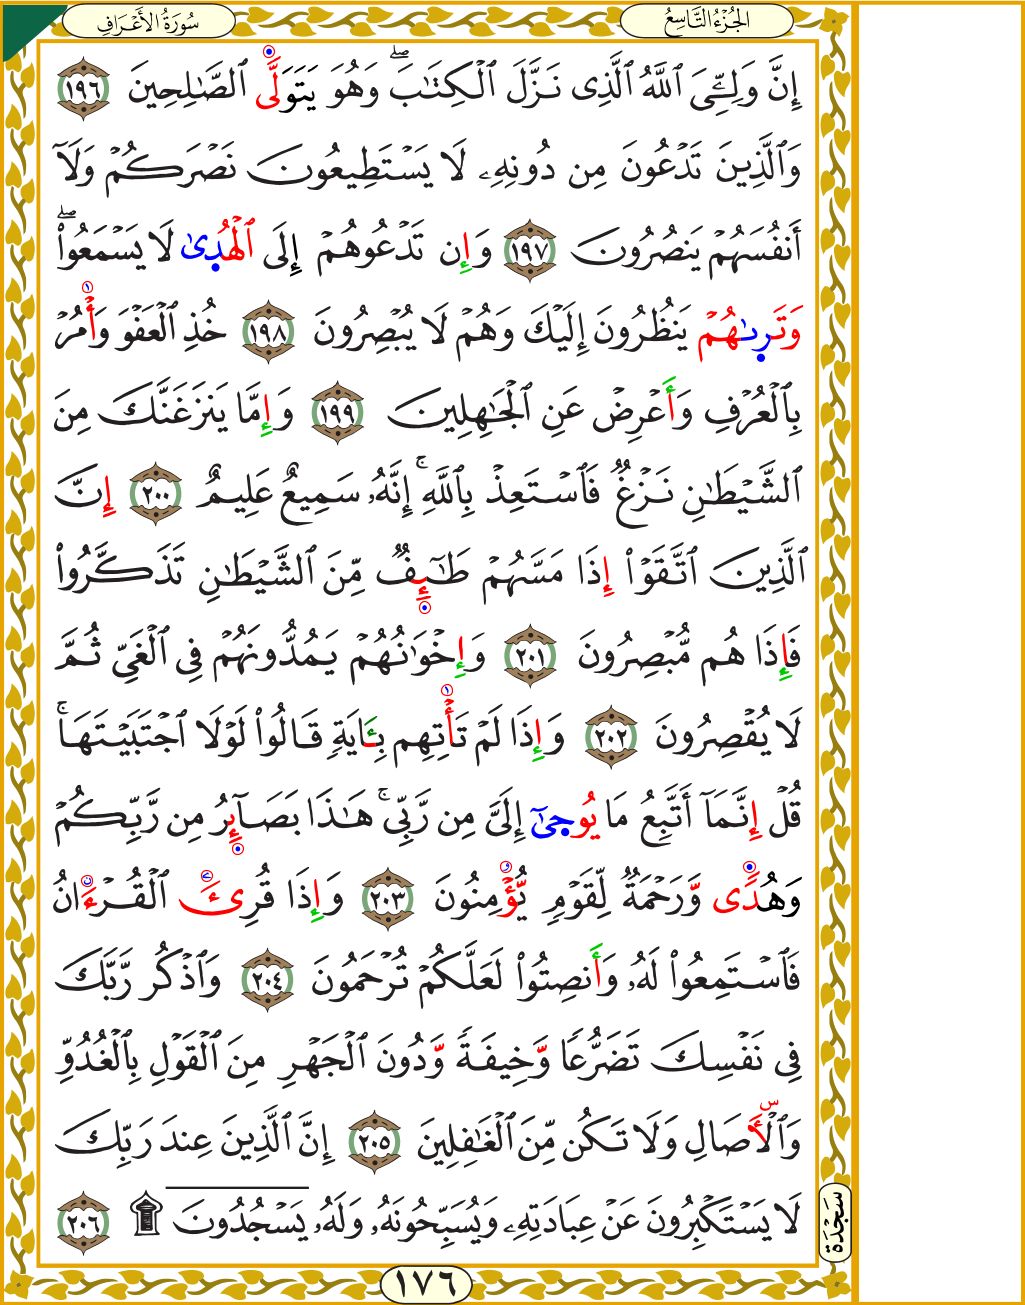 سُورَةُ الأَعْرَافِ
الجُزْءُ التَّاسِعُ
إِنَّ وَلِـِّۧيَ ٱللَّهُ ٱلَّذِى نَزَّلَ ٱلْكِتَٰبَ ۖ وَهُوَ يَتَوَلَّى ٱلصَّٰلِحِينَ ١٩٦
وَٱلَّذِينَ تَدْعُونَ مِن دُونِهِۦ لَا يَسْتَطِيعُونَ نَصْرَكُمْ وَلَآ
أَنفُسَهُمْ يَنصُرُونَ ١٩٧ وَإِن تَدْعُوهُمْ إِلَى ٱلْهُدٜىٰ لَا يَسْمَعُوا۟ ۖ
وَتَرٜىٰهُمْ يَنظُرُونَ إِلَيْكَ وَهُمْ لَا يُبْصِرُونَ ١٩٨ خُذِ ٱلْعَفْوَ وَأْمُرْ
بِٱلْعُرْفِ وَأَعْرِضْ عَنِ ٱلْجَٰهِلِينَ ١٩٩ وَإِمَّا يَنزَغَنَّكَ مِنَ
ٱلشَّيْطَٰنِ نَزْغٌ فَٱسْتَعِذْ بِٱللَّهِ ۚ إِنَّهُۥ سَمِيعٌ عَلِيمٌ ٢٠٠ إِنَّ
ٱلَّذِينَ ٱتَّقَوْا۟ إِذَا مَسَّهُمْ طَٰٓئِفٌ مِّنَ ٱلشَّيْطَٰنِ تَذَكَّرُوا۟
فَإِذَا هُم مُّبْصِرُونَ ٢٠١ وَإِخْوَٰنُهُمْ يَمُدُّونَهُمْ فِى ٱلْغَىِّ ثُمَّ
لَا يُقْصِرُونَ ٢٠٢ وَإِذَا لَمْ تَأْتِهِم بِـَٔايَةٍ قَالُوا۟ لَوْلَا ٱجْتَبَيْتَهَا ۚ
قُلْ إِنَّمَآ أَتَّبِعُ مَا يُوحٜىٰٓ إِلَىَّ مِن رَّبِّى ۚ هَٰذَا بَصَآئِرُ مِن رَّبِّكُمْ
وَهُدًى وَّرَحْمَةٌ لِّقَوْمٍ يُّؤْمِنُونَ ٢٠٣ وَإِذَا قُرِئَ ٱلْقُرْءَانُ
فَٱسْتَمِعُوا۟ لَهُۥ وَأَنصِتُوا۟ لَعَلَّكُمْ تُرْحَمُونَ ٢٠٤ وَٱذْكُر رَّبَّكَ
فِى نَفْسِكَ تَضَرُّعًا وَّخِيفَةً وَّدُونَ ٱلْجَهْرِ مِنَ ٱلْقَوْلِ بِٱلْغُدُوِّ
وَٱلْأَصَالِ وَلَا تَكُن مِّنَ ٱلْغَٰفِلِينَ ٢٠٥ إِنَّ ٱلَّذِينَ عِندَ رَبِّكَ
لَا يَسْتَكْبِرُونَ عَنْ عِبَادَتِهِۦ وَيُسَبِّحُونَهُۥ وَلَهُۥ يَسْجُدُونَ ۩ ٢٠٦
سَجْدَة
١٧٦